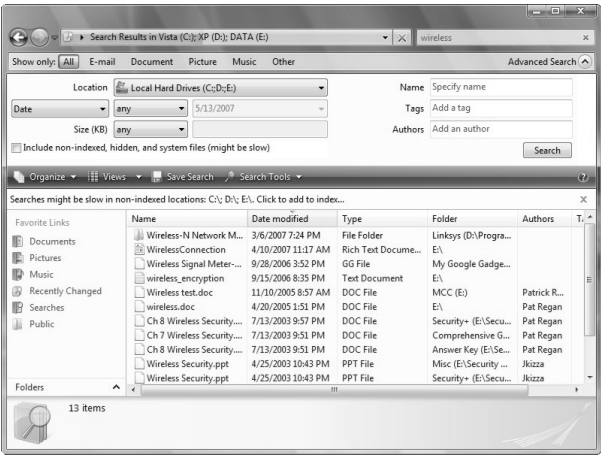 Search Results in Vista (C:); XP (D:); DATA (E:) wireless
Show only: All E-mail Document Picture Music Other Advanced Search
Location Local Hard Drives (C:;D:;E:) Name Specify name
Date any 5/13/2007 Tags Add a tag
Size (KB) any Authors Add an author
Include non-indexed, hidden, and system files (might be slow) Search
Organize Views Save Search Search Tools
Searches might be slow in non-indexed locations: C:\; D:\; E:\. Click to add to index...
Favorite Links
Documents
Pictures
Music
Recently Changed
Searches
Public
Folders
Name Date modified Type Folder Authors
Wireless-N Network M... 3/6/2007 7:24 PM File Folder Linksys (D:\Progra...
WirelessConnection 4/10/2007 11:17 AM Rich Text Docume... E:\
Wireless Signal Meter-... 9/28/2006 3:52 PM GG File My Google Gadge...
wireless_encryption 9/15/2006 8:35 PM Text Document E:\
Wireless test.doc 11/10/2005 8:57 AM DOC File MCC (E:) Patrick R...
wireless.doc 4/20/2005 1:51 PM DOC File E:\ Pat Regan
Ch 8 Wireless Security.... 7/13/2003 9:57 PM DOC File Security+ (E:\Secu... Pat Regan
Ch 7 Wireless Security.... 7/13/2003 9:51 PM DOC File Comprehensive G... Pat Regan
Ch 8 Wireless Security.... 7/13/2003 9:51 PM DOC File Answer Key (E:\Se... Pat Regan
Wireless Security.ppt 4/25/2003 10:43 PM PPT File Misc (E:\Security ... Jkizza
Wireless Security.ppt 4/25/2003 10:43 PM PPT File Security+ (E:\Secu... Jkizza
13 items